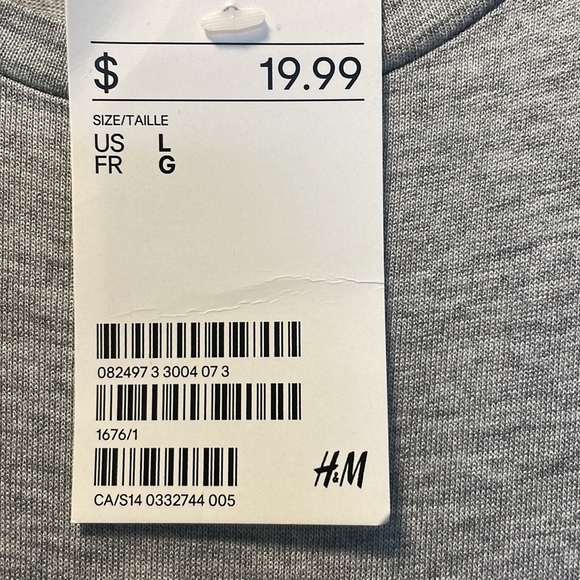 $ 19.99
SIZE/TAILLE
US L
FR G
082497 3 3004 07 3
1676/1
CA/S14 0332744 005
H&M